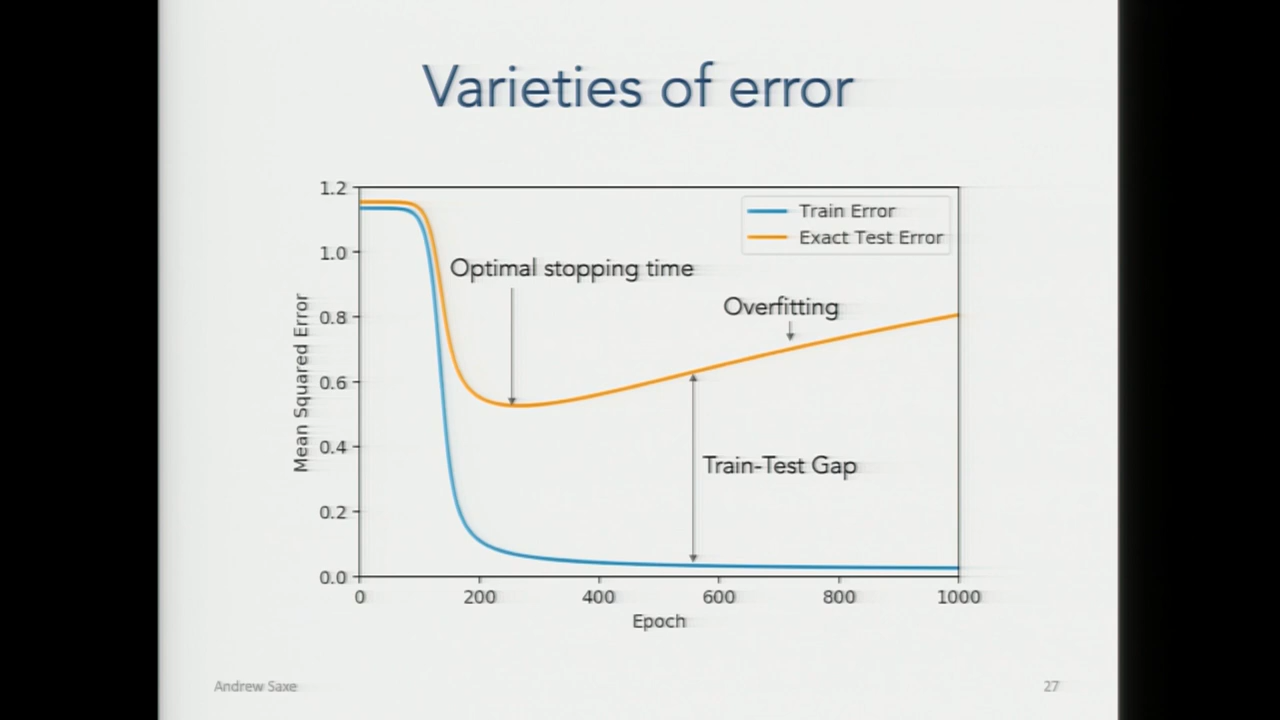 Varieties of error
1.2
1.0
0.8
0.6
0.4
0.2
0.0
Mean Squared Error
Train Error
Exact Test Error
Optimal stopping time
Overfitting
Train-Test Gap
0 200 400 600 800 1000
Epoch
Andrew Saxe
27